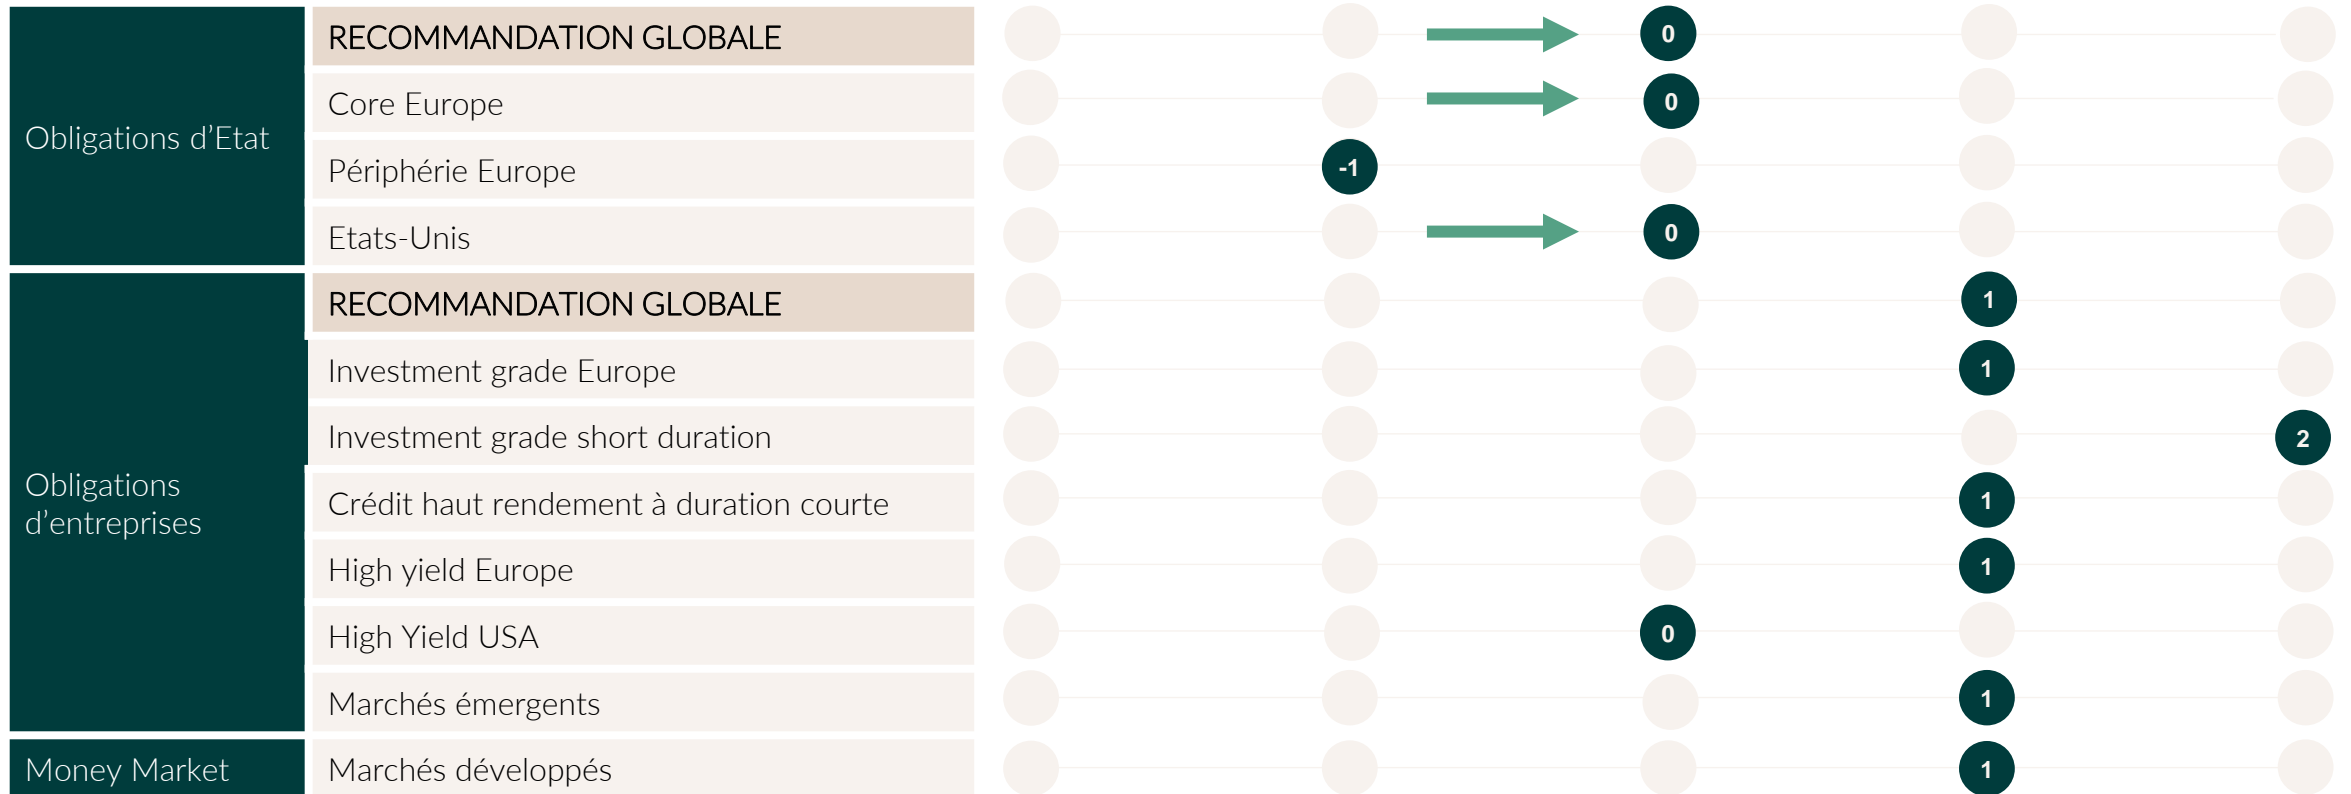 RECOMMANDATION GLOBALE 0
Core Europe 0
Obligations d’Etat
Périphérie Europe -1
Etats-Unis 0
RECOMMANDATION GLOBALE 1
Investment grade Europe 1
Investment grade short duration 2
Obligations
d’entreprises
Crédit haut rendement à duration courte 1
High yield Europe 1
High Yield USA 0
Marchés émergents 1
Money Market
Marchés développés 1